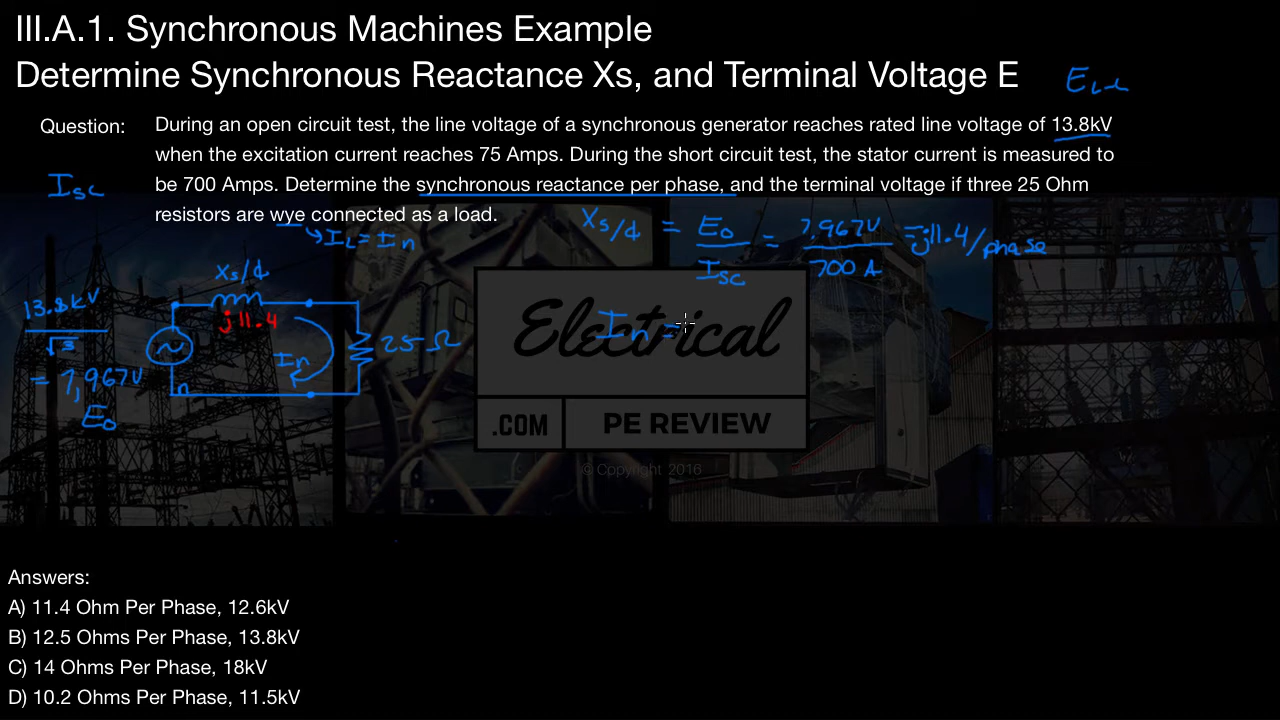 III.A.1. Synchronous Machines Example
Determine Synchronous Reactance Xs, and Terminal Voltage E
E L-L
Question:
During an open circuit test, the line voltage of a synchronous generator reaches rated line voltage of 13.8kV
when the excitation current reaches 75 Amps. During the short circuit test, the stator current is measured to
be 700 Amps. Determine the synchronous reactance per phase, and the terminal voltage if three 25 Ohm
resistors are wye connected as a load.
Isc
IL = In
Xs/ϕ = Eo / Isc = 7,967V / 700 A = j11.4/phase
Xs/ϕ
j11.4
13.8kV
√3
= 7,967V
Eo
n
In
25 Ω
In =
Electrical
.COM PE REVIEW
© Copyright 2016
Answers:
A) 11.4 Ohm Per Phase, 12.6kV
B) 12.5 Ohms Per Phase, 13.8kV
C) 14 Ohms Per Phase, 18kV
D) 10.2 Ohms Per Phase, 11.5kV